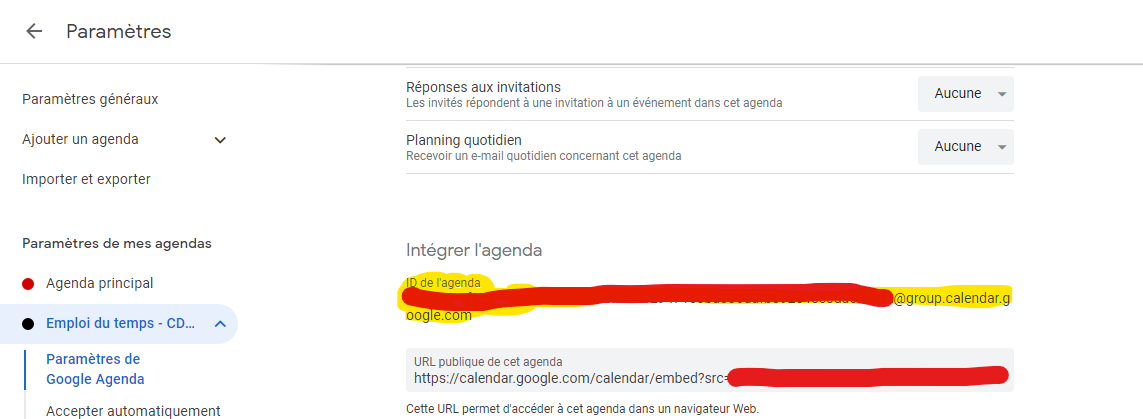 Paramètres
Paramètres généraux
Ajouter un agenda
Importer et exporter
Paramètres de mes agendas
Agenda principal
Emploi du temps - CD...
Paramètres de
Google Agenda
Accepter automatiquement
Réponses aux invitations
Les invités répondent à une invitation à un événement dans cet agenda
Aucune
Planning quotidien
Recevoir un e-mail quotidien concernant cet agenda
Aucune
Intégrer l'agenda
ID de l'agenda
@group.calendar.g
oogle.com
URL publique de cet agenda
https://calendar.google.com/calendar/embed?src=
Cette URL permet d'accéder à cet agenda dans un navigateur Web.